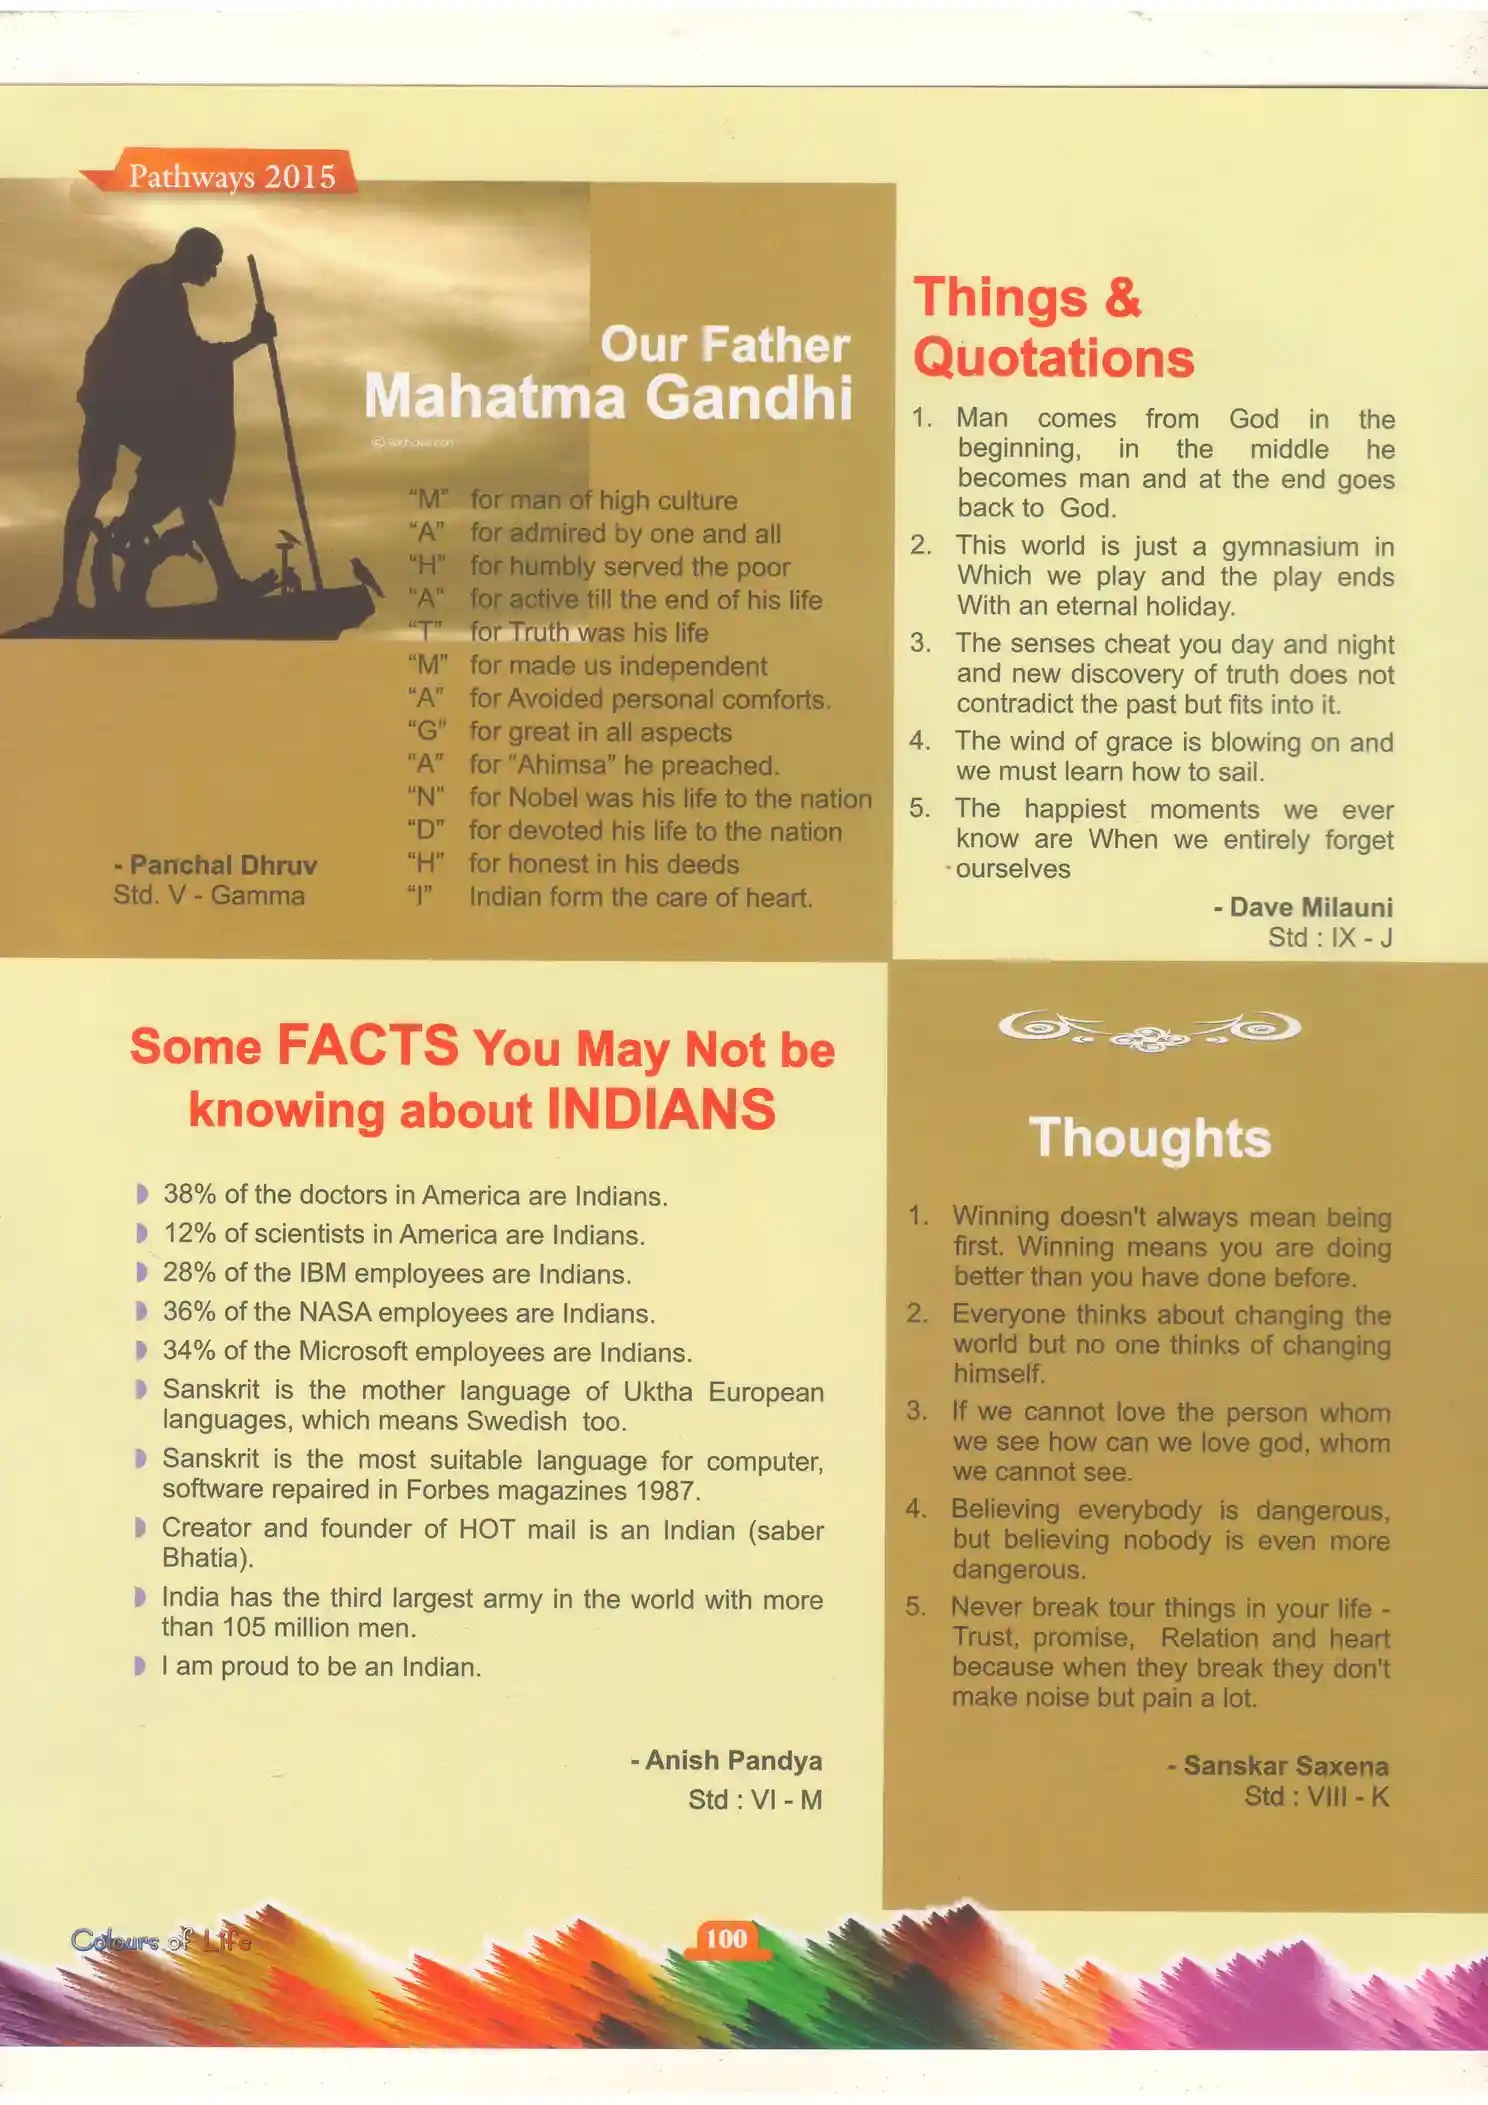 Pathways 2015
Our Father
Mahatma Gandhi
“M” for man of high culture
“A” for admired by one and all
“H” for humbly served the poor
“A” for active till the end of his life
“T” for Truth was his life
“M” for made us independent
“A” for Avoided personal comforts.
“G” for great in all aspects
“A” for "Ahimsa" he preached.
“N” for Nobel was his life to the nation
“D” for devoted his life to the nation
“H” for honest in his deeds
“I” Indian form the care of heart.
- Panchal Dhruv
Std. V - Gamma
Things &
Quotations
1. Man comes from God in the
beginning, in the middle he
becomes man and at the end goes
back to God.
2. This world is just a gymnasium in
Which we play and the play ends
With an eternal holiday.
3. The senses cheat you day and night
and new discovery of truth does not
contradict the past but fits into it.
4. The wind of grace is blowing on and
we must learn how to sail.
5. The happiest moments we ever
know are When we entirely forget
ourselves
- Dave Milauni
Std : IX - J
Some FACTS You May Not be
knowing about INDIANS
38% of the doctors in America are Indians.
12% of scientists in America are Indians.
28% of the IBM employees are Indians.
36% of the NASA employees are Indians.
34% of the Microsoft employees are Indians.
Sanskrit is the mother language of Uktha European
languages, which means Swedish too.
Sanskrit is the most suitable language for computer,
software repaired in Forbes magazines 1987.
Creator and founder of HOT mail is an Indian (saber
Bhatia).
India has the third largest army in the world with more
than 105 million men.
I am proud to be an Indian.
- Anish Pandya
Std : VI - M
Thoughts
1. Winning doesn't always mean being
first. Winning means you are doing
better than you have done before.
2. Everyone thinks about changing the
world but no one thinks of changing
himself.
3. If we cannot love the person whom
we see how can we love god, whom
we cannot see.
4. Believing everybody is dangerous,
but believing nobody is even more
dangerous.
5. Never break tour things in your life -
Trust, promise, Relation and heart
because when they break they don't
make noise but pain a lot.
- Sanskar Saxena
Std : VIII - K
Colours of Life
100